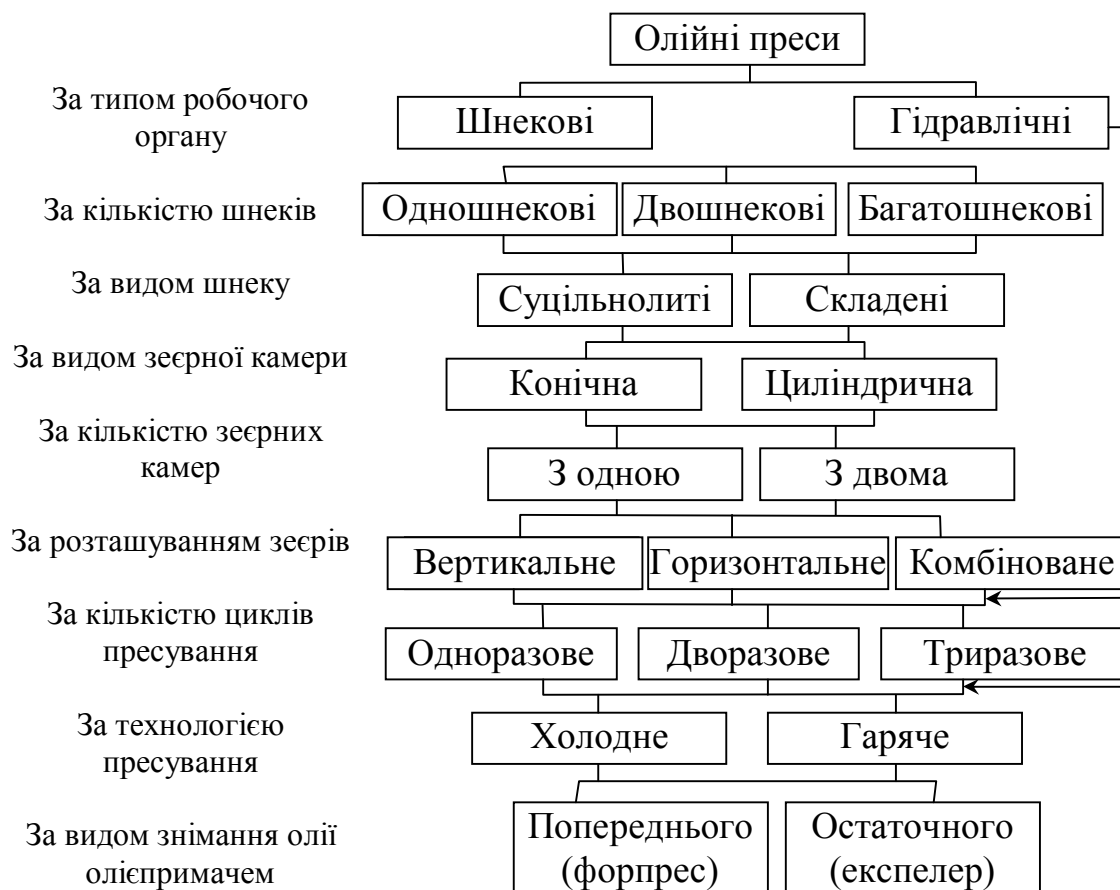 Олійні преси
За типом робочого
органу
Шнекові
Гідравлічні
За кількістю шнеків
Одношнекові
Двошнекові
Багатошнекові
За видом шнеку
Суцільнолиті
Складені
За видом зеєрної камери
Конічна
Циліндрична
За кількістю зеєрних
камер
З одною
З двома
За розташуванням зеєрів
Вертикальне
Горизонтальне
Комбіноване
За кількістю циклів
пресування
Одноразове
Дворазове
Триразове
За технологією
пресування
Холодне
Гаряче
За видом знімання олії
олієпримачем
Попереднього
(форпрес)
Остаточного
(експелер)